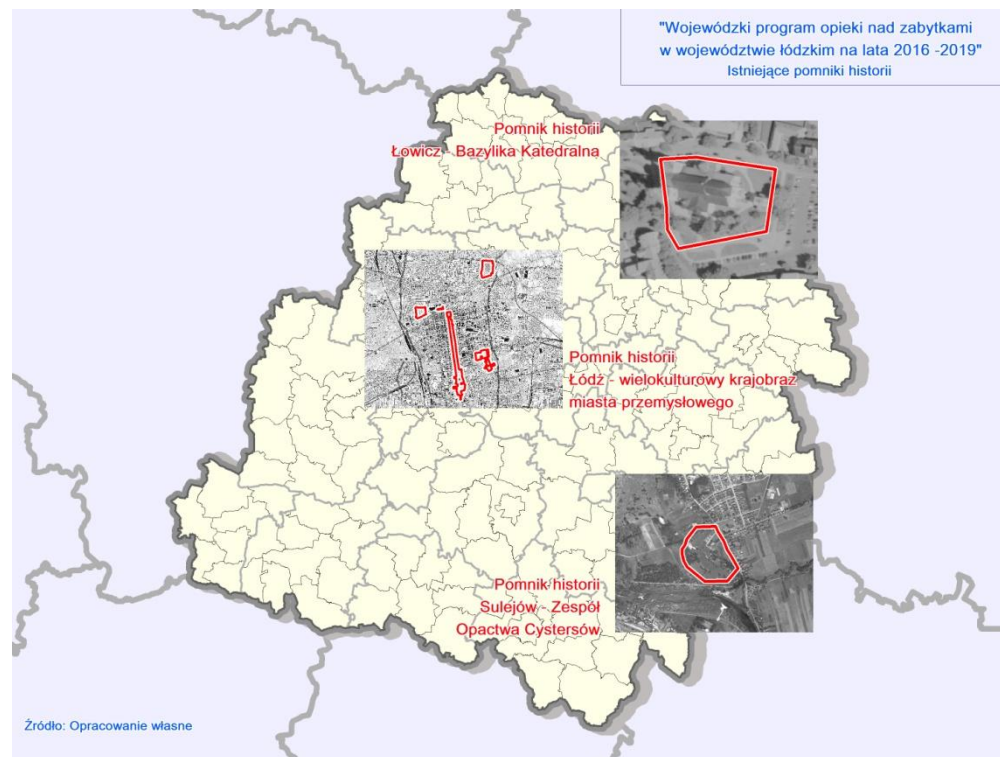 "Wojewódzki program opieki nad zabytkami
w województwie łódzkim na lata 2016 -2019"
Istniejące pomniki historii
Pomnik historii
Łowicz - Bazylika Katedralna
Pomnik historii
Łódź - wielokulturowy krajobraz
miasta przemysłowego
Pomnik historii
Sulejów - Zespół
Opactwa Cystersów
Źródło: Opracowanie własne